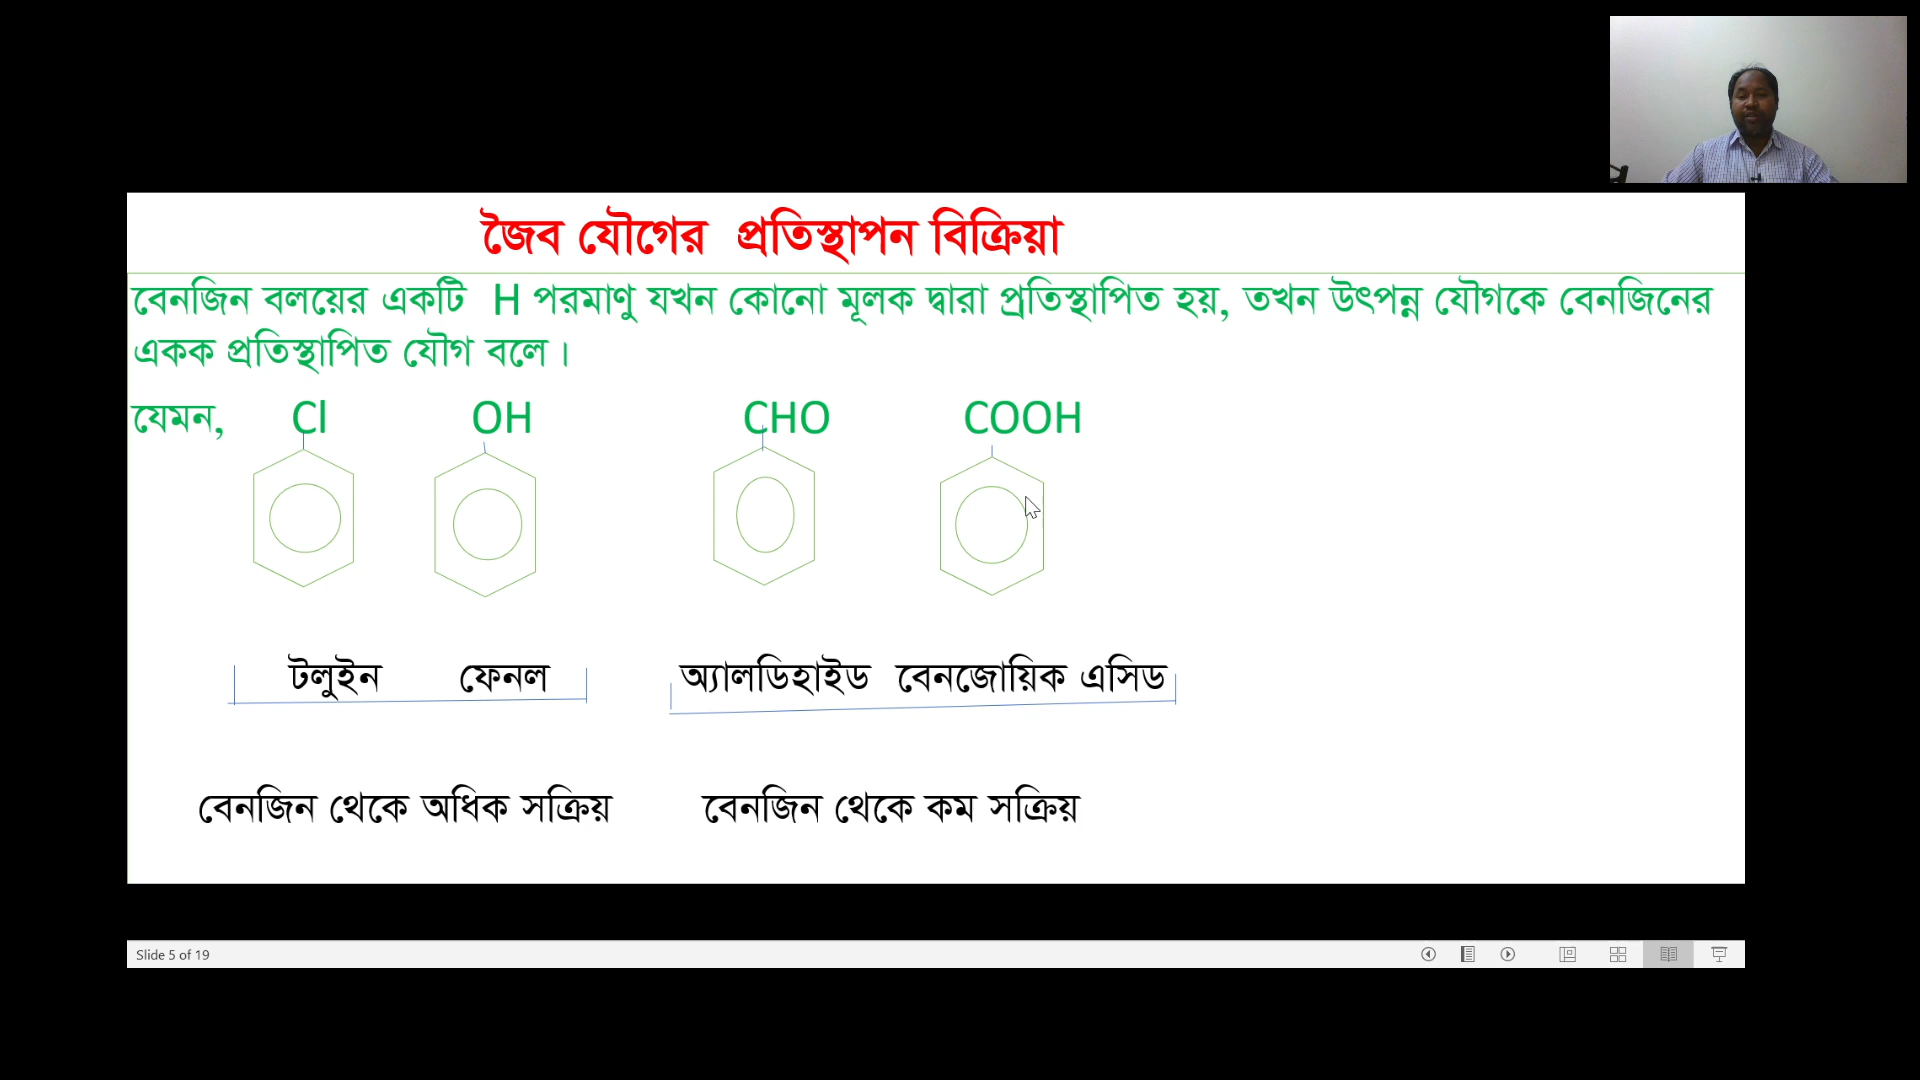 জৈব যৌগের প্রতিস্থাপন বিক্রিয়া
বেনজিন বলয়ের একটি H পরমাণু যখন কোনো মূলক দ্বারা প্রতিস্থাপিত হয়, তখন উৎপন্ন যৌগকে বেনজিনের
একক প্রতিস্থাপিত যৌগ বলে।
যেমন, Cl OH CHO COOH
টলুইন ফেনল অ্যালডিহাইড বেনজোয়িক এসিড
বেনজিন থেকে অধিক সক্রিয় বেনজিন থেকে কম সক্রিয়
Slide 5 of 19